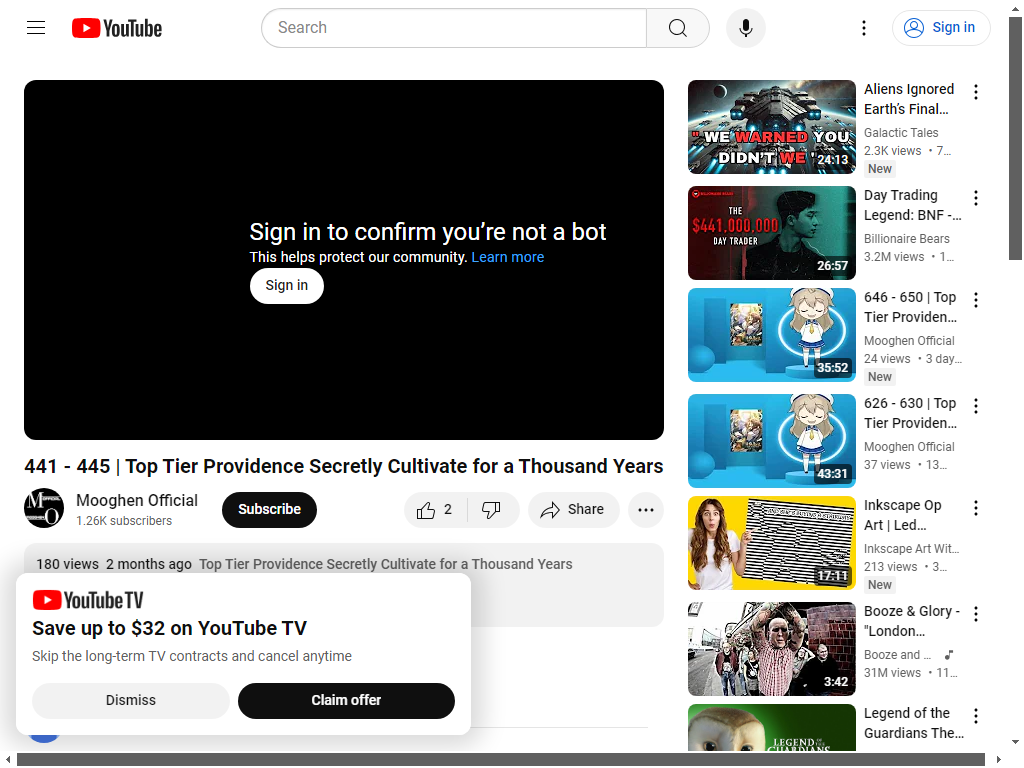 YouTube
Search
Sign in
Sign in to confirm you’re not a bot
This helps protect our community. Learn more
Sign in
441 - 445 | Top Tier Providence Secretly Cultivate for a Thousand Years
Mooghen Official
1.26K subscribers
Subscribe
2
Share
180 views 2 months ago Top Tier Providence Secretly Cultivate for a Thousand Years
YouTube TV
Save up to $32 on YouTube TV
Skip the long-term TV contracts and cancel anytime
Dismiss
Claim offer
" WE WARNED YOU
DIDN'T WE "
24:13
Aliens Ignored
Earth’s Final...
Galactic Tales
2.3K views • 7...
New
BILLIONAIRE BEARS
THE
$441,000,000
DAY TRADER
26:57
Day Trading
Legend: BNF -...
Billionaire Bears
3.2M views • 1...
35:52
646 - 650 | Top
Tier Providen...
Mooghen Official
24 views • 3 day...
New
43:31
626 - 630 | Top
Tier Providen...
Mooghen Official
37 views • 13...
17:11
Inkscape Op
Art | Led...
Inkscape Art Wit...
213 views • 3...
New
3:42
Booze & Glory -
"London...
Booze and ...
31M views • 11...
LEGEND OF THE
GUARDIANS
Legend of the
Guardians The...